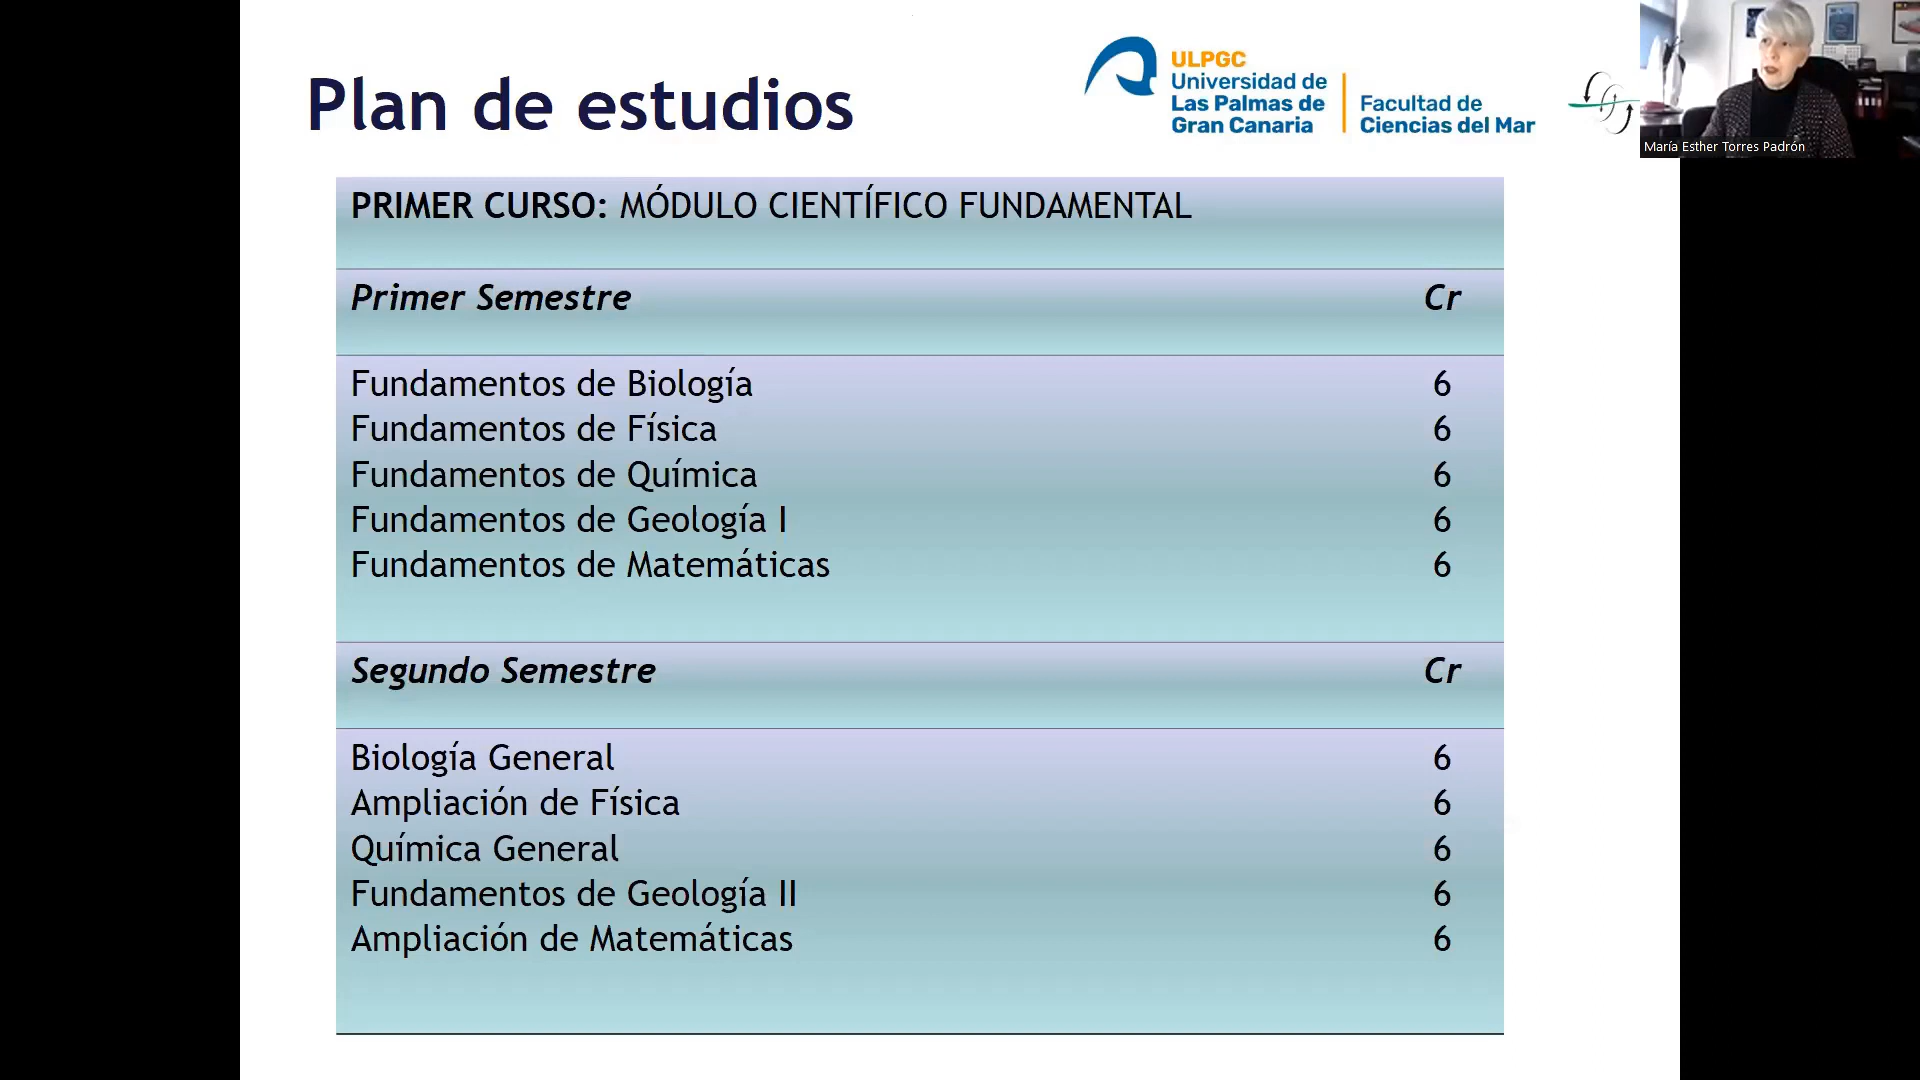 Plan de estudios
ULPGC
Universidad de
Las Palmas de
Gran Canaria
Facultad de
Ciencias del Mar
María Esther Torres Padrón
PRIMER CURSO: MÓDULO CIENTÍFICO FUNDAMENTAL
Primer Semestre Cr
Fundamentos de Biología 6
Fundamentos de Física 6
Fundamentos de Química 6
Fundamentos de Geología I 6
Fundamentos de Matemáticas 6
Segundo Semestre Cr
Biología General 6
Ampliación de Física 6
Química General 6
Fundamentos de Geología II 6
Ampliación de Matemáticas 6